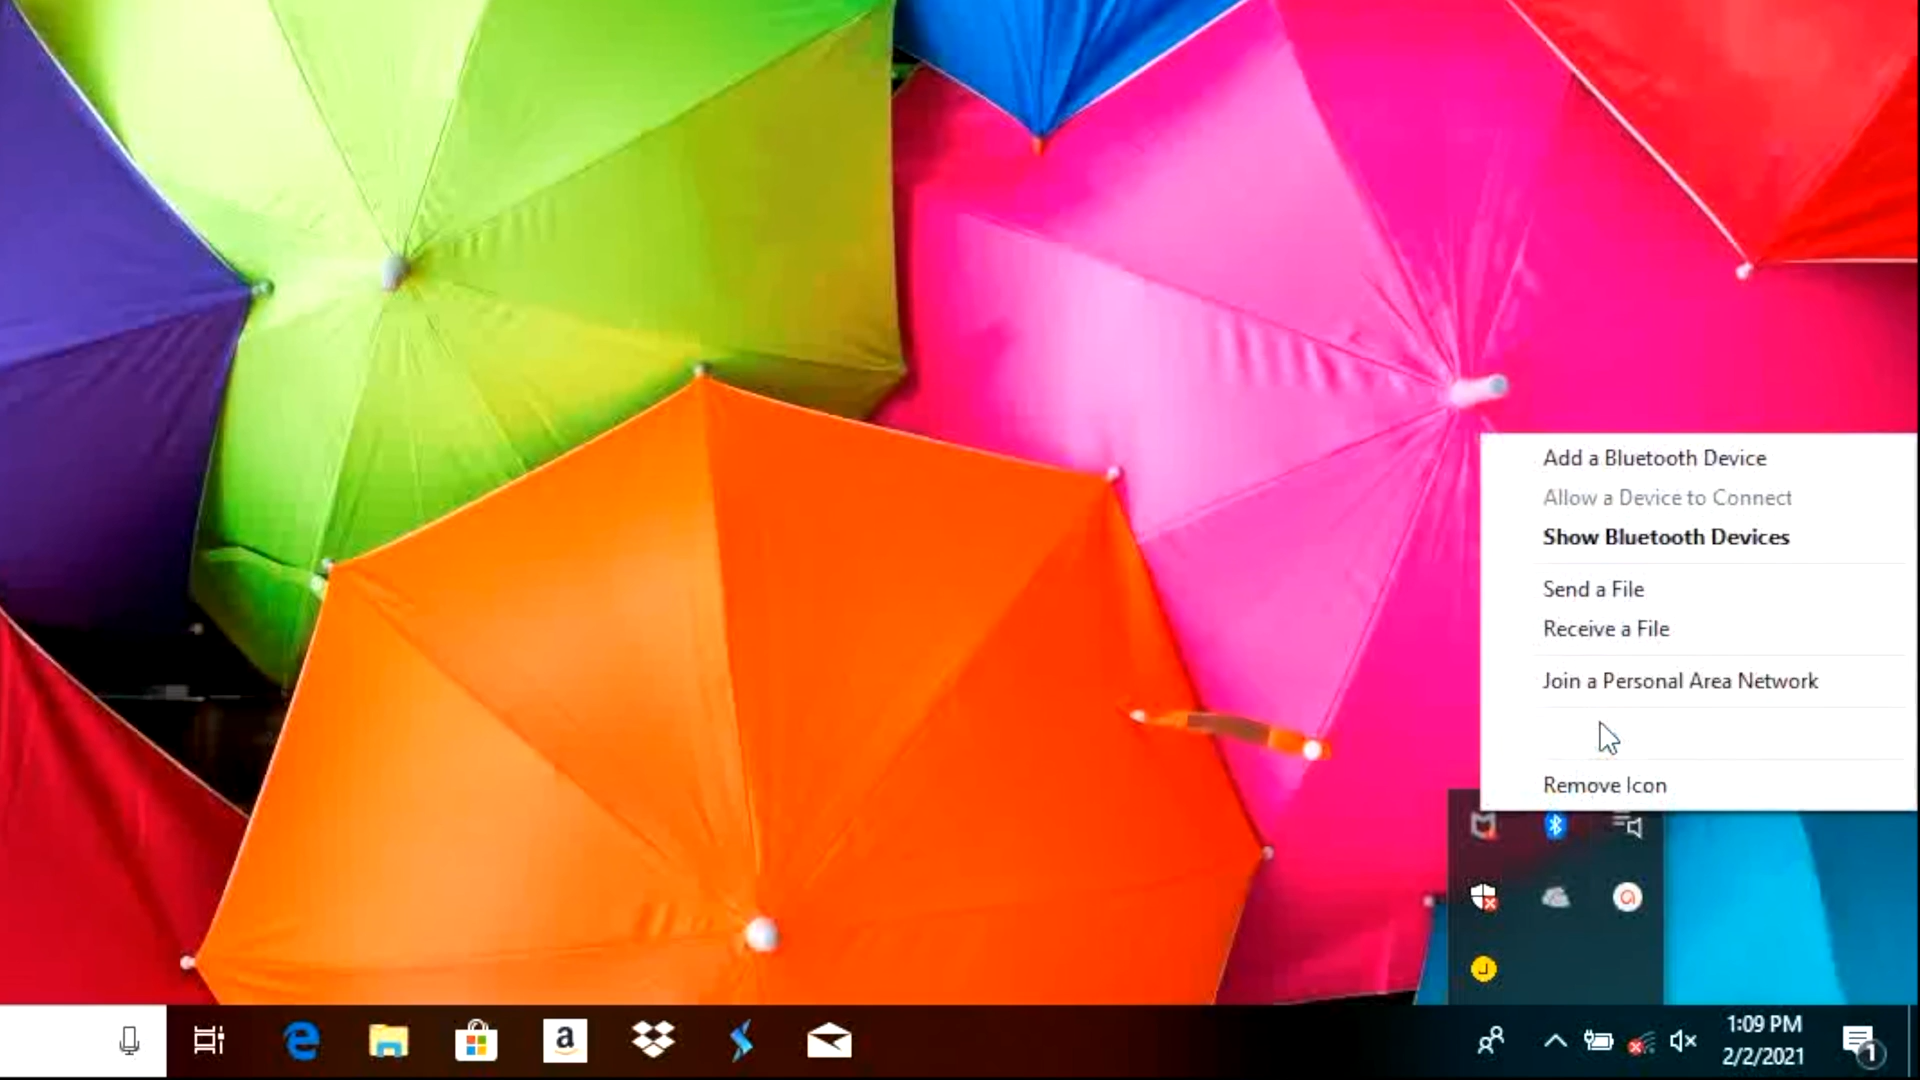 Add a Bluetooth Device
Allow a Device to Connect
Show Bluetooth Devices
Send a File
Receive a File
Join a Personal Area Network
Remove Icon
a
1:09 PM
2/2/2021
1